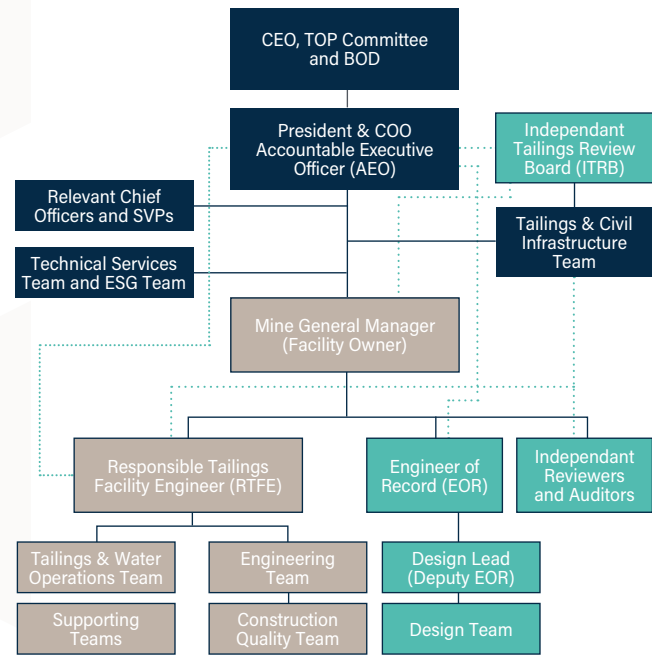 CEO, TOP Committee
and BOD
President & COO
Accountable Executive
Officer (AEO)
Independant
Tailings Review
Board (ITRB)
Relevant Chief
Officers and SVPs
Tailings & Civil
Infrastructure
Team
Technical Services
Team and ESG Team
Mine General Manager
(Facility Owner)
Responsible Tailings
Facility Engineer (RTFE)
Engineer of
Record (EOR)
Independant
Reviewers
and Auditors
Tailings & Water
Operations Team
Engineering
Team
Design Lead
(Deputy EOR)
Supporting
Teams
Construction
Quality Team
Design Team